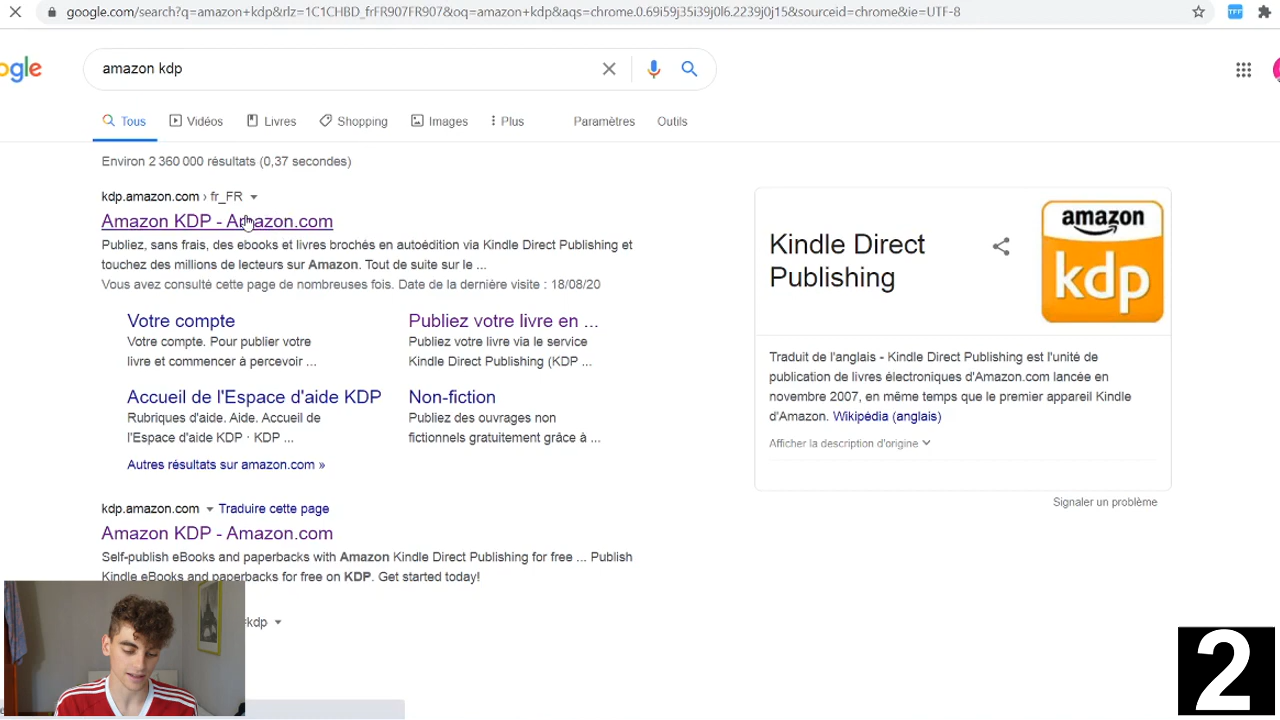 google.com/search?q=amazon+kdp&rlz=1C1CHBD_frFR907FR907&oq=amazon+kdp&aqs=chrome.0.69i59j35i39j0l6.2239j0j15&sourceid=chrome&ie=UTF-8
TFF
ogle
amazon kdp
Tous Vidéos Livres Shopping Images Plus Paramètres Outils
Environ 2 360 000 résultats (0,37 secondes)
kdp.amazon.com › fr_FR
Amazon KDP - Amazon.com
Publiez, sans frais, des ebooks et livres brochés en autoédition via Kindle Direct Publishing et
touchez des millions de lecteurs sur Amazon. Tout de suite sur le ...
Vous avez consulté cette page de nombreuses fois. Date de la dernière visite : 18/08/20
Votre compte
Votre compte. Pour publier votre
livre et commencer à percevoir ...
Publiez votre livre en ...
Publiez votre livre via le service
Kindle Direct Publishing (KDP ...
Accueil de l'Espace d'aide KDP
Rubriques d'aide. Aide. Accueil de
l'Espace d'aide KDP · KDP ...
Non-fiction
Publiez des ouvrages non
fictionnels gratuitement grâce à ...
Autres résultats sur amazon.com »
kdp.amazon.com Traduire cette page
Amazon KDP - Amazon.com
Self-publish eBooks and paperbacks with Amazon Kindle Direct Publishing for free ... Publish
Kindle eBooks and paperbacks for free on KDP. Get started today!
kdp
Kindle Direct
Publishing
amazon
kdp
Traduit de l'anglais - Kindle Direct Publishing est l'unité de
publication de livres électroniques d'Amazon.com lancée en
novembre 2007, en même temps que le premier appareil Kindle
d'Amazon. Wikipédia (anglais)
Afficher la description d'origine
Signaler un problème
2